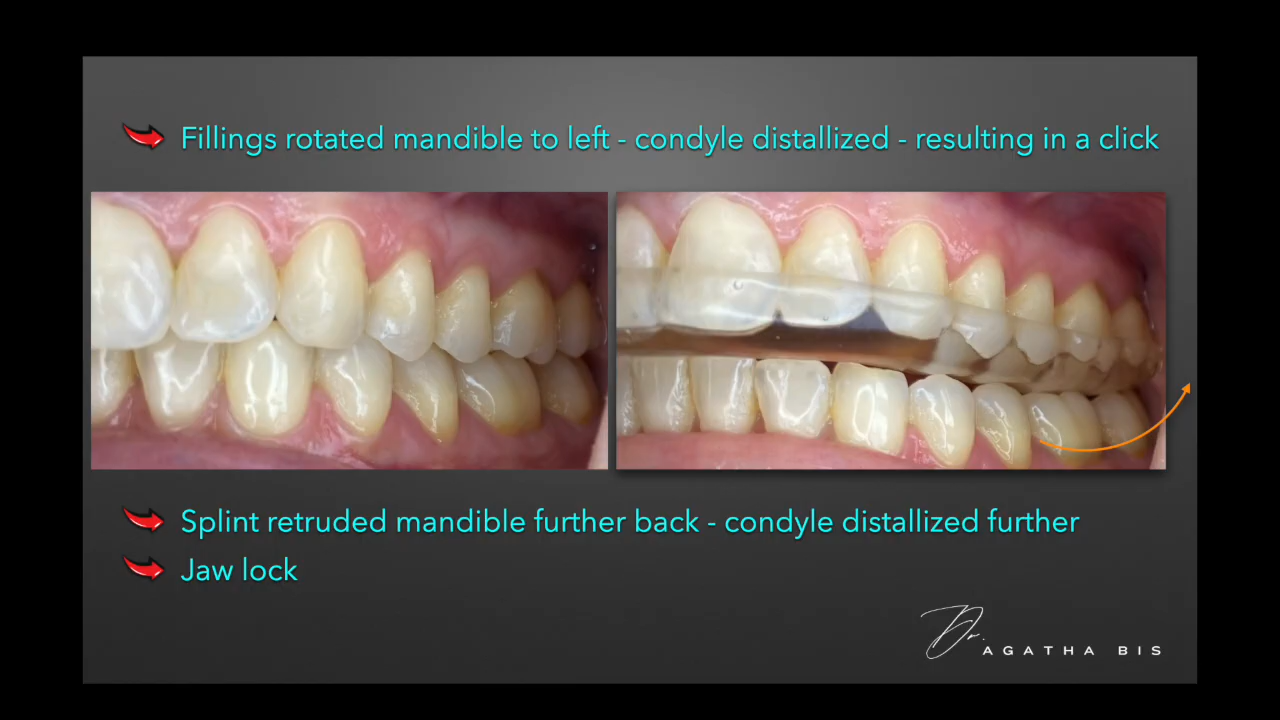 Fillings rotated mandible to left - condyle distallized - resulting in a click
Splint retruded mandible further back - condyle distallized further
Jaw lock
Dr. AGATHA BIS